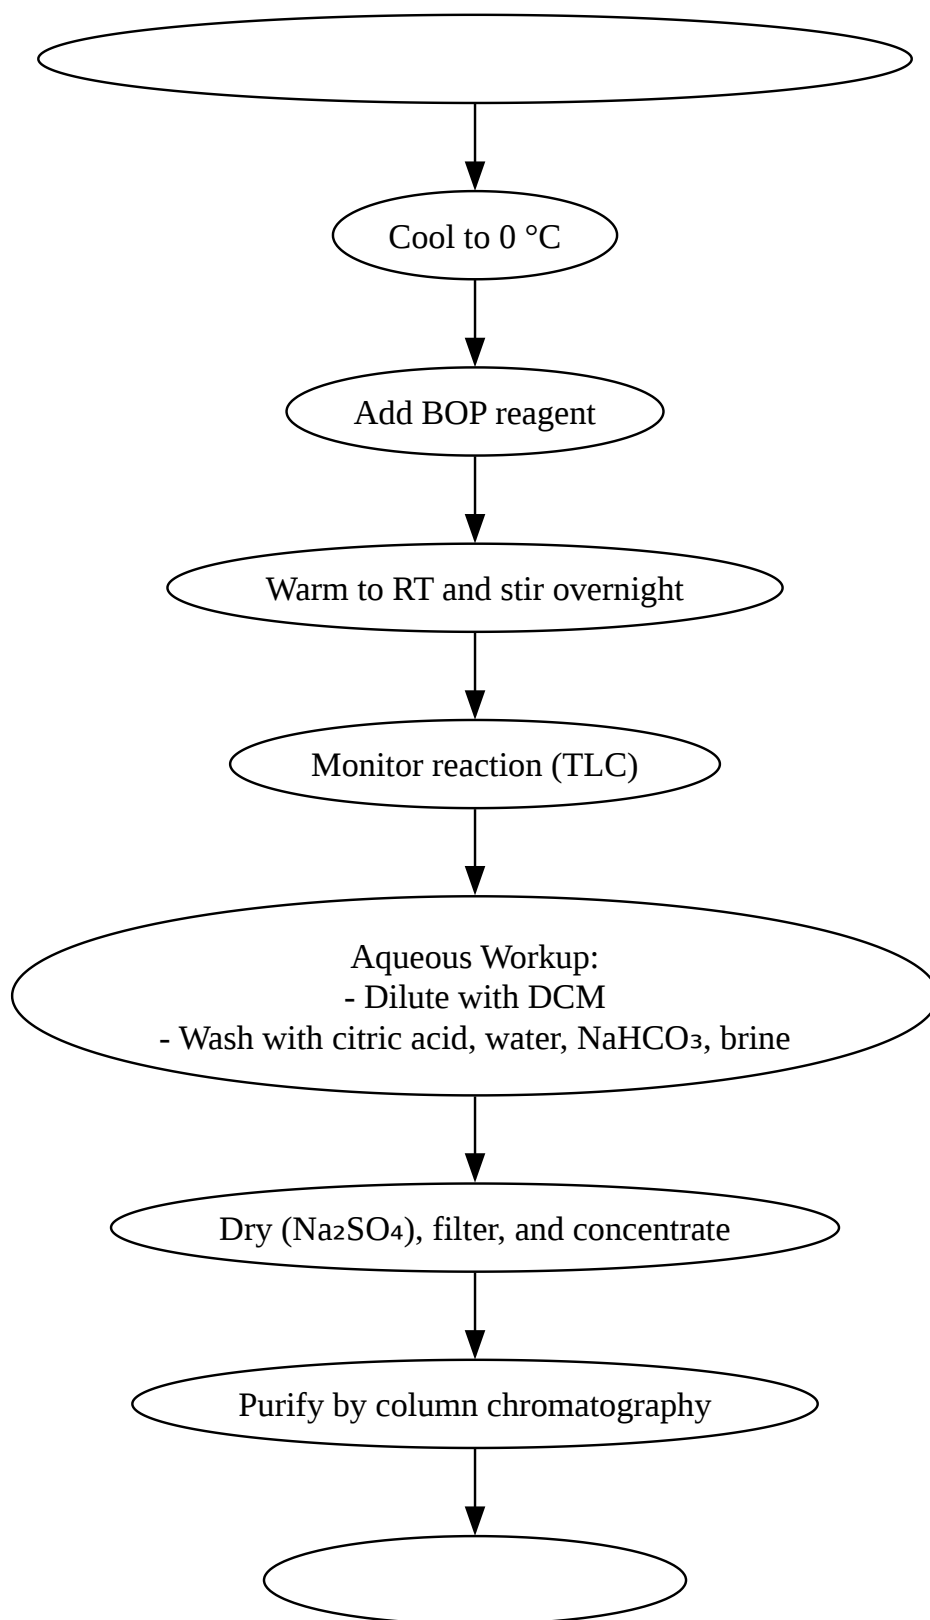 Cool to 0 °C
Add BOP reagent
Warm to RT and stir overnight
Monitor reaction (TLC)
Aqueous Workup:
- Dilute with DCM
- Wash with citric acid, water, NaHCO₃, brine
Dry (Na₂SO₄), filter, and concentrate
Purify by column chromatography